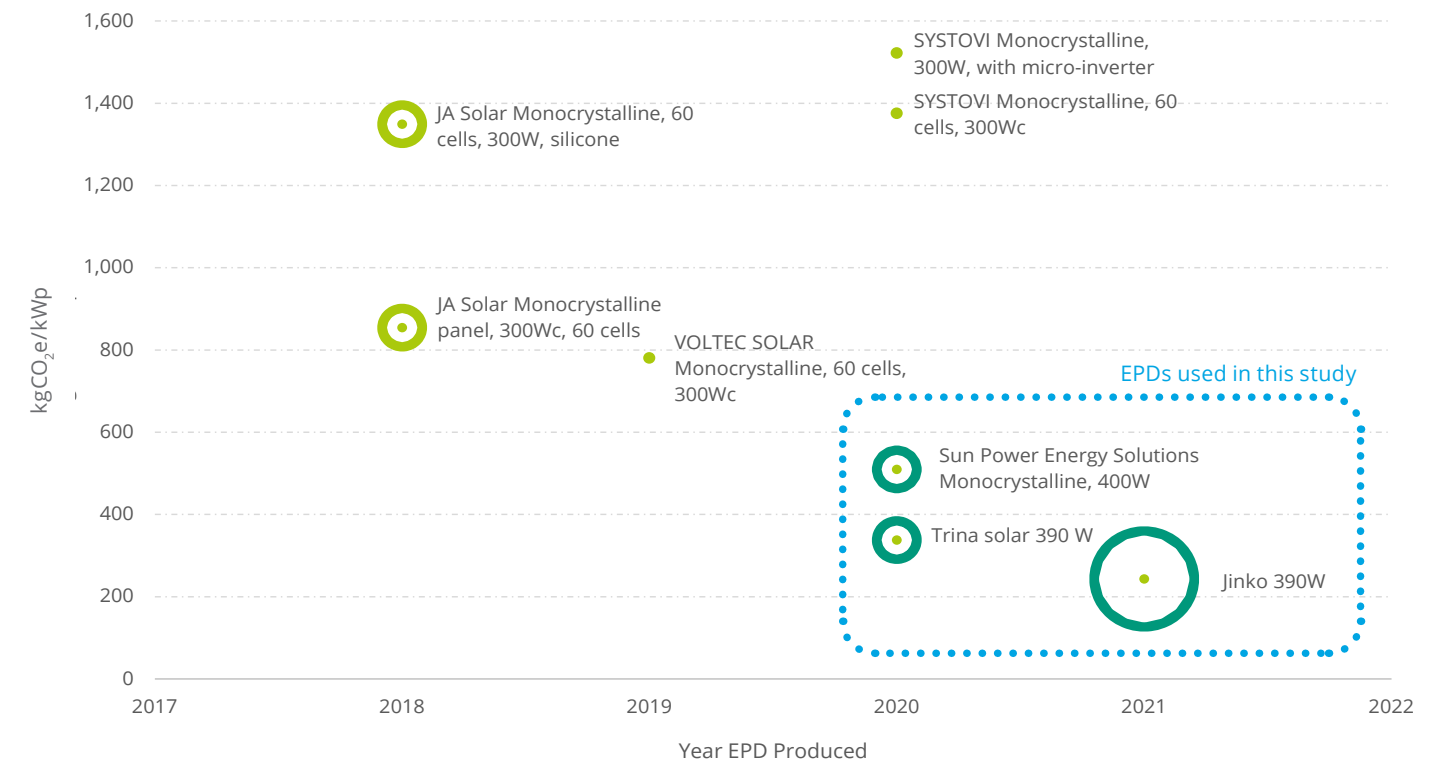 1,600
1,400
1,200
1,000
800
600
400
200
0
kgCO₂e/kWp
SYSTOVI Monocrystalline,
300W, with micro-inverter
SYSTOVI Monocrystalline, 60
cells, 300Wc
JA Solar Monocrystalline, 60
cells, 300W, silicone
JA Solar Monocrystalline
panel, 300Wc, 60 cells
VOLTEC SOLAR
Monocrystalline, 60 cells,
300Wc
EPDs used in this study
Sun Power Energy Solutions
Monocrystalline, 400W
Trina solar 390 W
Jinko 390W
2017
2018
2019
2020
2021
2022
Year EPD Produced